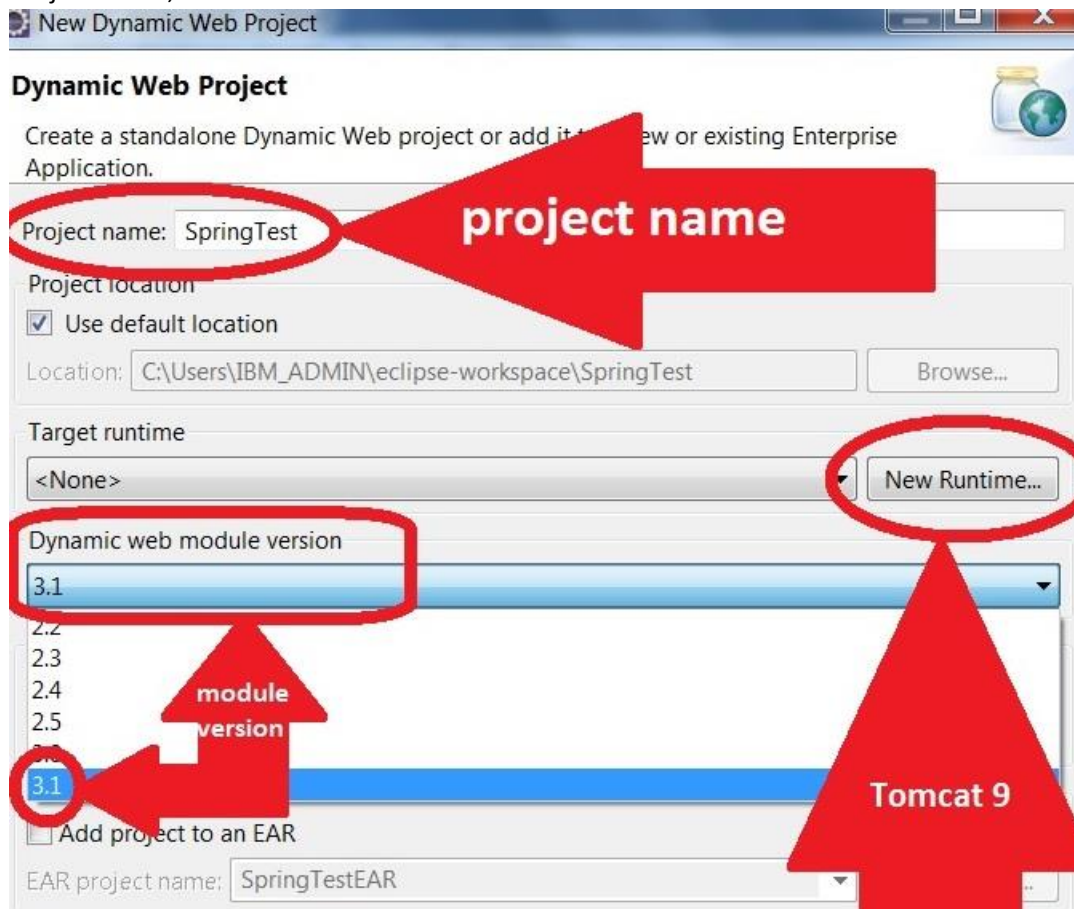 New Dynamic Web Project
Dynamic Web Project
Create a standalone Dynamic Web project or add it to ew or existing Enterprise
Application.
Project name: SpringTest
project name
Project location
Use default location
Location: C:\Users\IBM_ADMIN\eclipse-workspace\SpringTest Browse...
Target runtime
<None> New Runtime...
Dynamic web module version
3.1
2.2
2.3
2.4
2.5
3.1
module
version
Tomcat 9
Add project to an EAR
EAR project name: SpringTestEAR